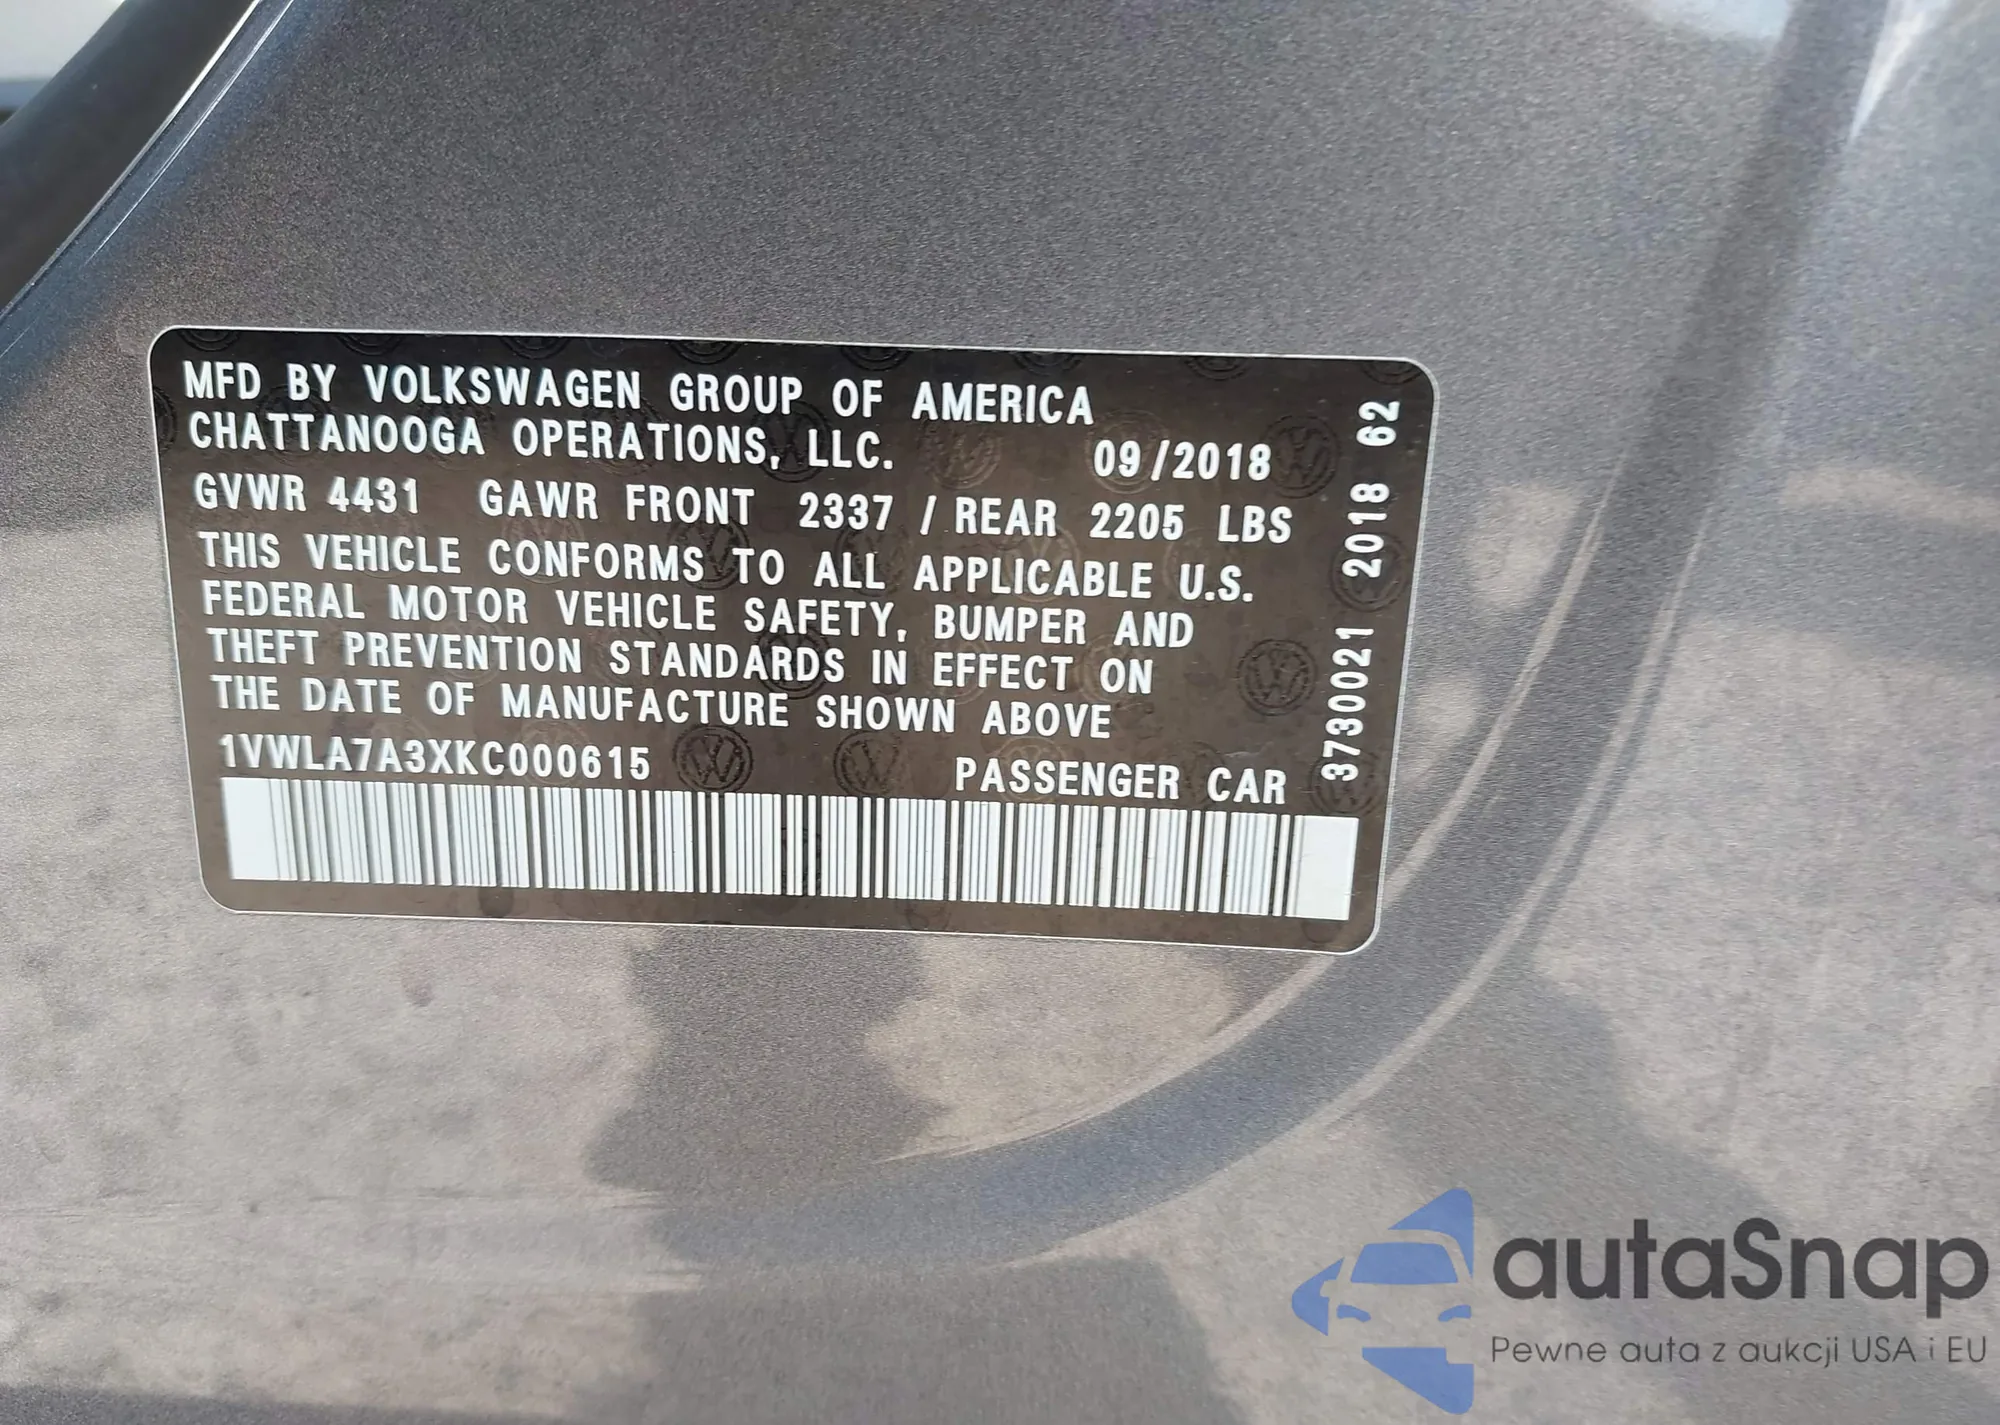 MFD BY VOLKSWAGEN GROUP OF AMERICA
CHATTANOOGA OPERATIONS, LLC. 09/2018
GVWR 4431 GAWR FRONT 2337 / REAR 2205 LBS
THIS VEHICLE CONFORMS TO ALL APPLICABLE U.S.
FEDERAL MOTOR VEHICLE SAFETY, BUMPER AND
THEFT PREVENTION STANDARDS IN EFFECT ON
THE DATE OF MANUFACTURE SHOWN ABOVE
1VWLA7A3XKC000615 PASSENGER CAR
3730021 2018 62
autaSnap
Pewne auta z aukcji USA i EU